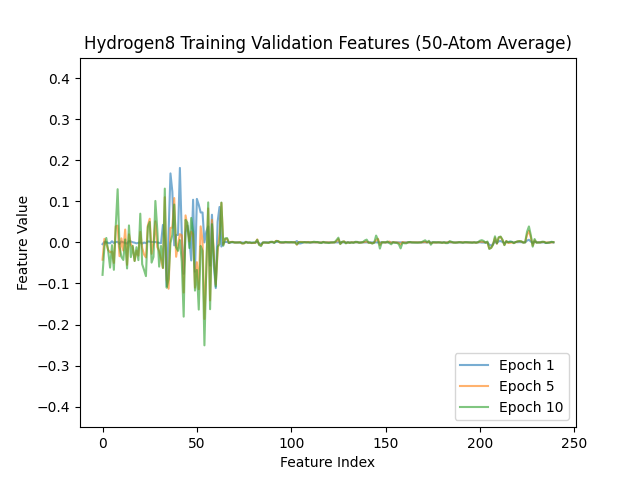 Hydrogen8 Training Validation Features (50-Atom Average)
Feature Value
0.4
0.3
0.2
0.1
0.0
−0.1
−0.2
−0.3
−0.4
Epoch 1
Epoch 5
Epoch 10
0 50 100 150 200 250
Feature Index